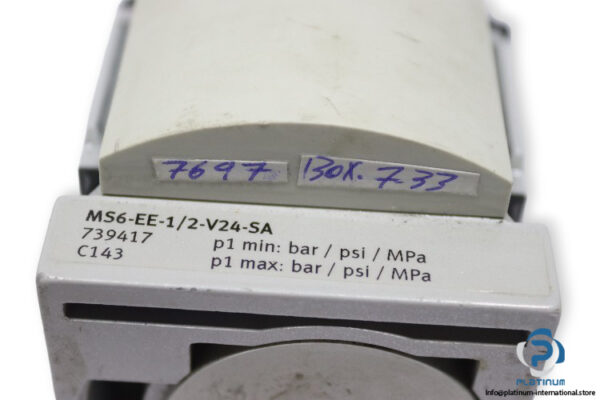 7697 BOX.733
MS6-EE-1/2-V24-SA
739417 p1 min: bar / psi / MPa
C143 p1 max: bar / psi / MPa
PLATINUM
info@platinum-international.store